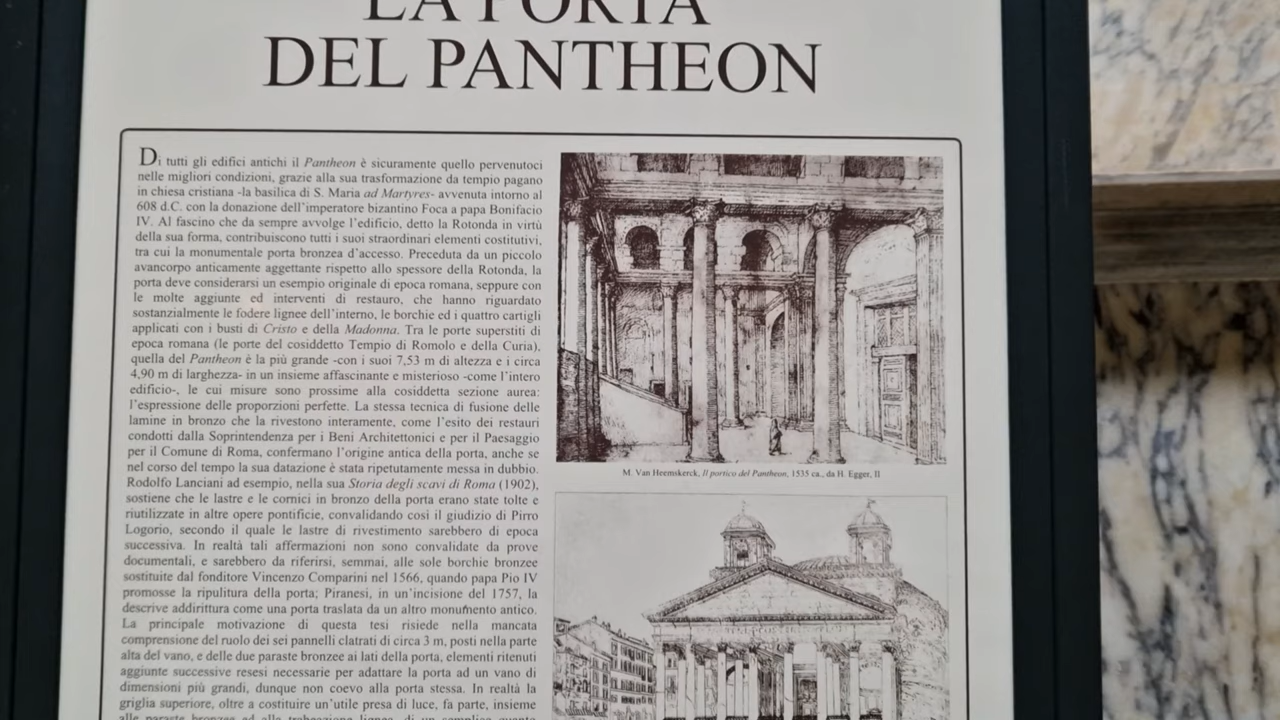 LA PORTA
DEL PANTHEON
Di tutti gli edifici antichi il Pantheon è sicuramente quello pervenutoci
nelle migliori condizioni, grazie alla sua trasformazione da tempio pagano
in chiesa cristiana -la basilica di S. Maria ad Martyres- avvenuta intorno al
608 d.C. con la donazione dell'imperatore bizantino Foca a papa Bonifacio
IV. Al fascino che da sempre avvolge l'edificio, detto la Rotonda in virtù
della sua forma, contribuiscono tutti i suoi straordinari elementi costitutivi,
tra cui la monumentale porta bronzea d'accesso. Preceduta da un piccolo
avancorpo anticamente aggettante rispetto allo spessore della Rotonda, la
porta deve considerarsi un esempio originale di epoca romana, seppure con
le molte aggiunte ed interventi di restauro, che hanno riguardato
sostanzialmente le fodere lignee dell'interno, le borchie ed i quattro cartigli
applicati con i busti di Cristo e della Madonna. Tra le porte superstiti di
epoca romana (le porte del cosiddetto Tempio di Romolo e della Curia),
quella del Pantheon è la più grande -con i suoi 7,53 m di altezza e i circa
4,90 m di larghezza- in un insieme affascinante e misterioso -come l'intero
edificio-, le cui misure sono prossime alla cosiddetta sezione aurea:
l'espressione delle proporzioni perfette. La stessa tecnica di fusione delle
lamine in bronzo che la rivestono interamente, come l'esito dei restauri
condotti dalla Soprintendenza per i Beni Architettonici e per il Paesaggio
per il Comune di Roma, confermano l'origine antica della porta, anche se
nel corso del tempo la sua datazione è stata ripetutamente messa in dubbio.
Rodolfo Lanciani ad esempio, nella sua Storia degli scavi di Roma (1902),
sostiene che le lastre e le cornici in bronzo della porta erano state tolte e
riutilizzate in altre opere pontificie, convalidando così il giudizio di Pirro
Logorio, secondo il quale le lastre di rivestimento sarebbero di epoca
successiva. In realtà tali affermazioni non sono convalidate da prove
documentali, e sarebbero da riferirsi, semmai, alle sole borchie bronzee
sostituite dal fonditore Vincenzo Comparini nel 1566, quando papa Pio IV
promosse la ripulitura della porta; Piranesi, in un'incisione del 1757, la
descrive addirittura come una porta traslata da un altro monumento antico.
La principale motivazione di questa tesi risiede nella mancata
comprensione del ruolo dei sei pannelli clatrati di circa 3 m, posti nella parte
alta del vano, e delle due paraste bronzee ai lati della porta, elementi ritenuti
aggiunte successive resesi necessarie per adattare la porta ad un vano di
dimensioni più grandi, dunque non coevo alla porta stessa. In realtà la
griglia superiore, oltre a costituire un'utile presa di luce, fa parte, insieme
alle paraste bronzee ed alla trabeazione lignea, di un semplice quanto
M. Van Heemskerck, Il portico del Pantheon, 1535 ca., da H. Egger, II